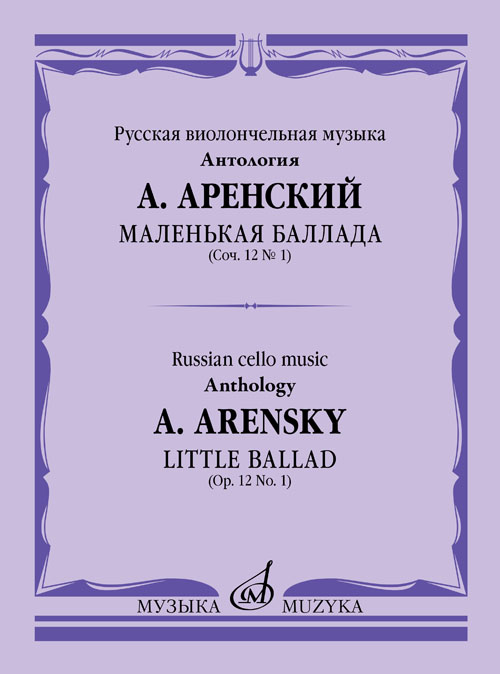 Русская виолончельная музыка
Антология
А. АРЕНСКИЙ
МАЛЕНЬКАЯ БАЛЛАДА
(Соч. 12 № 1)
Russian cello music
Anthology
A. ARENSKY
LITTLE BALLAD
(Op. 12 No. 1)
МУЗЫКА MUZYKA